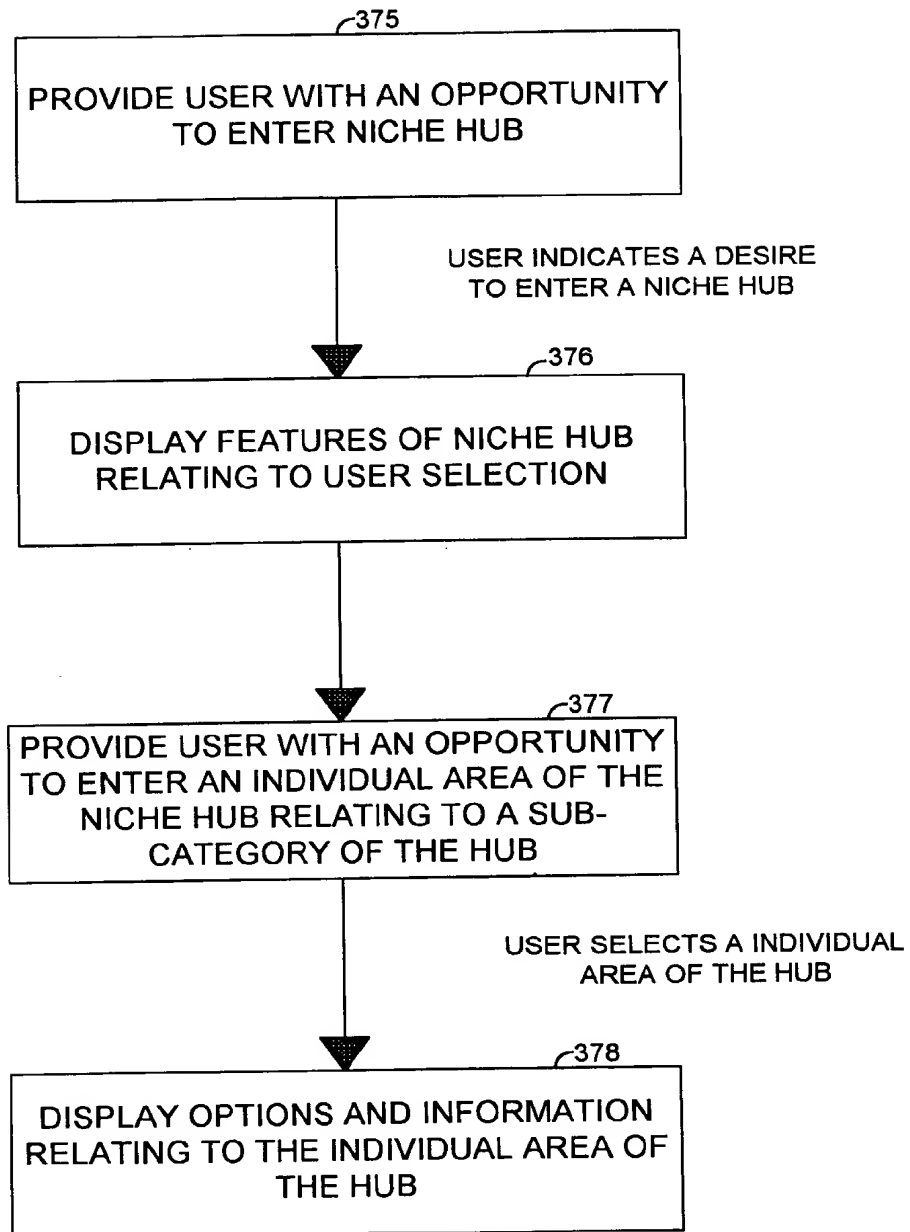 375
PROVIDE USER WITH AN OPPORTUNITY
TO ENTER NICHE HUB
USER INDICATES A DESIRE
TO ENTER A NICHE HUB
376
DISPLAY FEATURES OF NICHE HUB
RELATING TO USER SELECTION
377
PROVIDE USER WITH AN OPPORTUNITY
TO ENTER AN INDIVIDUAL AREA OF THE
NICHE HUB RELATING TO A SUB-
CATEGORY OF THE HUB
USER SELECTS A INDIVIDUAL
AREA OF THE HUB
378
DISPLAY OPTIONS AND INFORMATION
RELATING TO THE INDIVIDUAL AREA OF
THE HUB